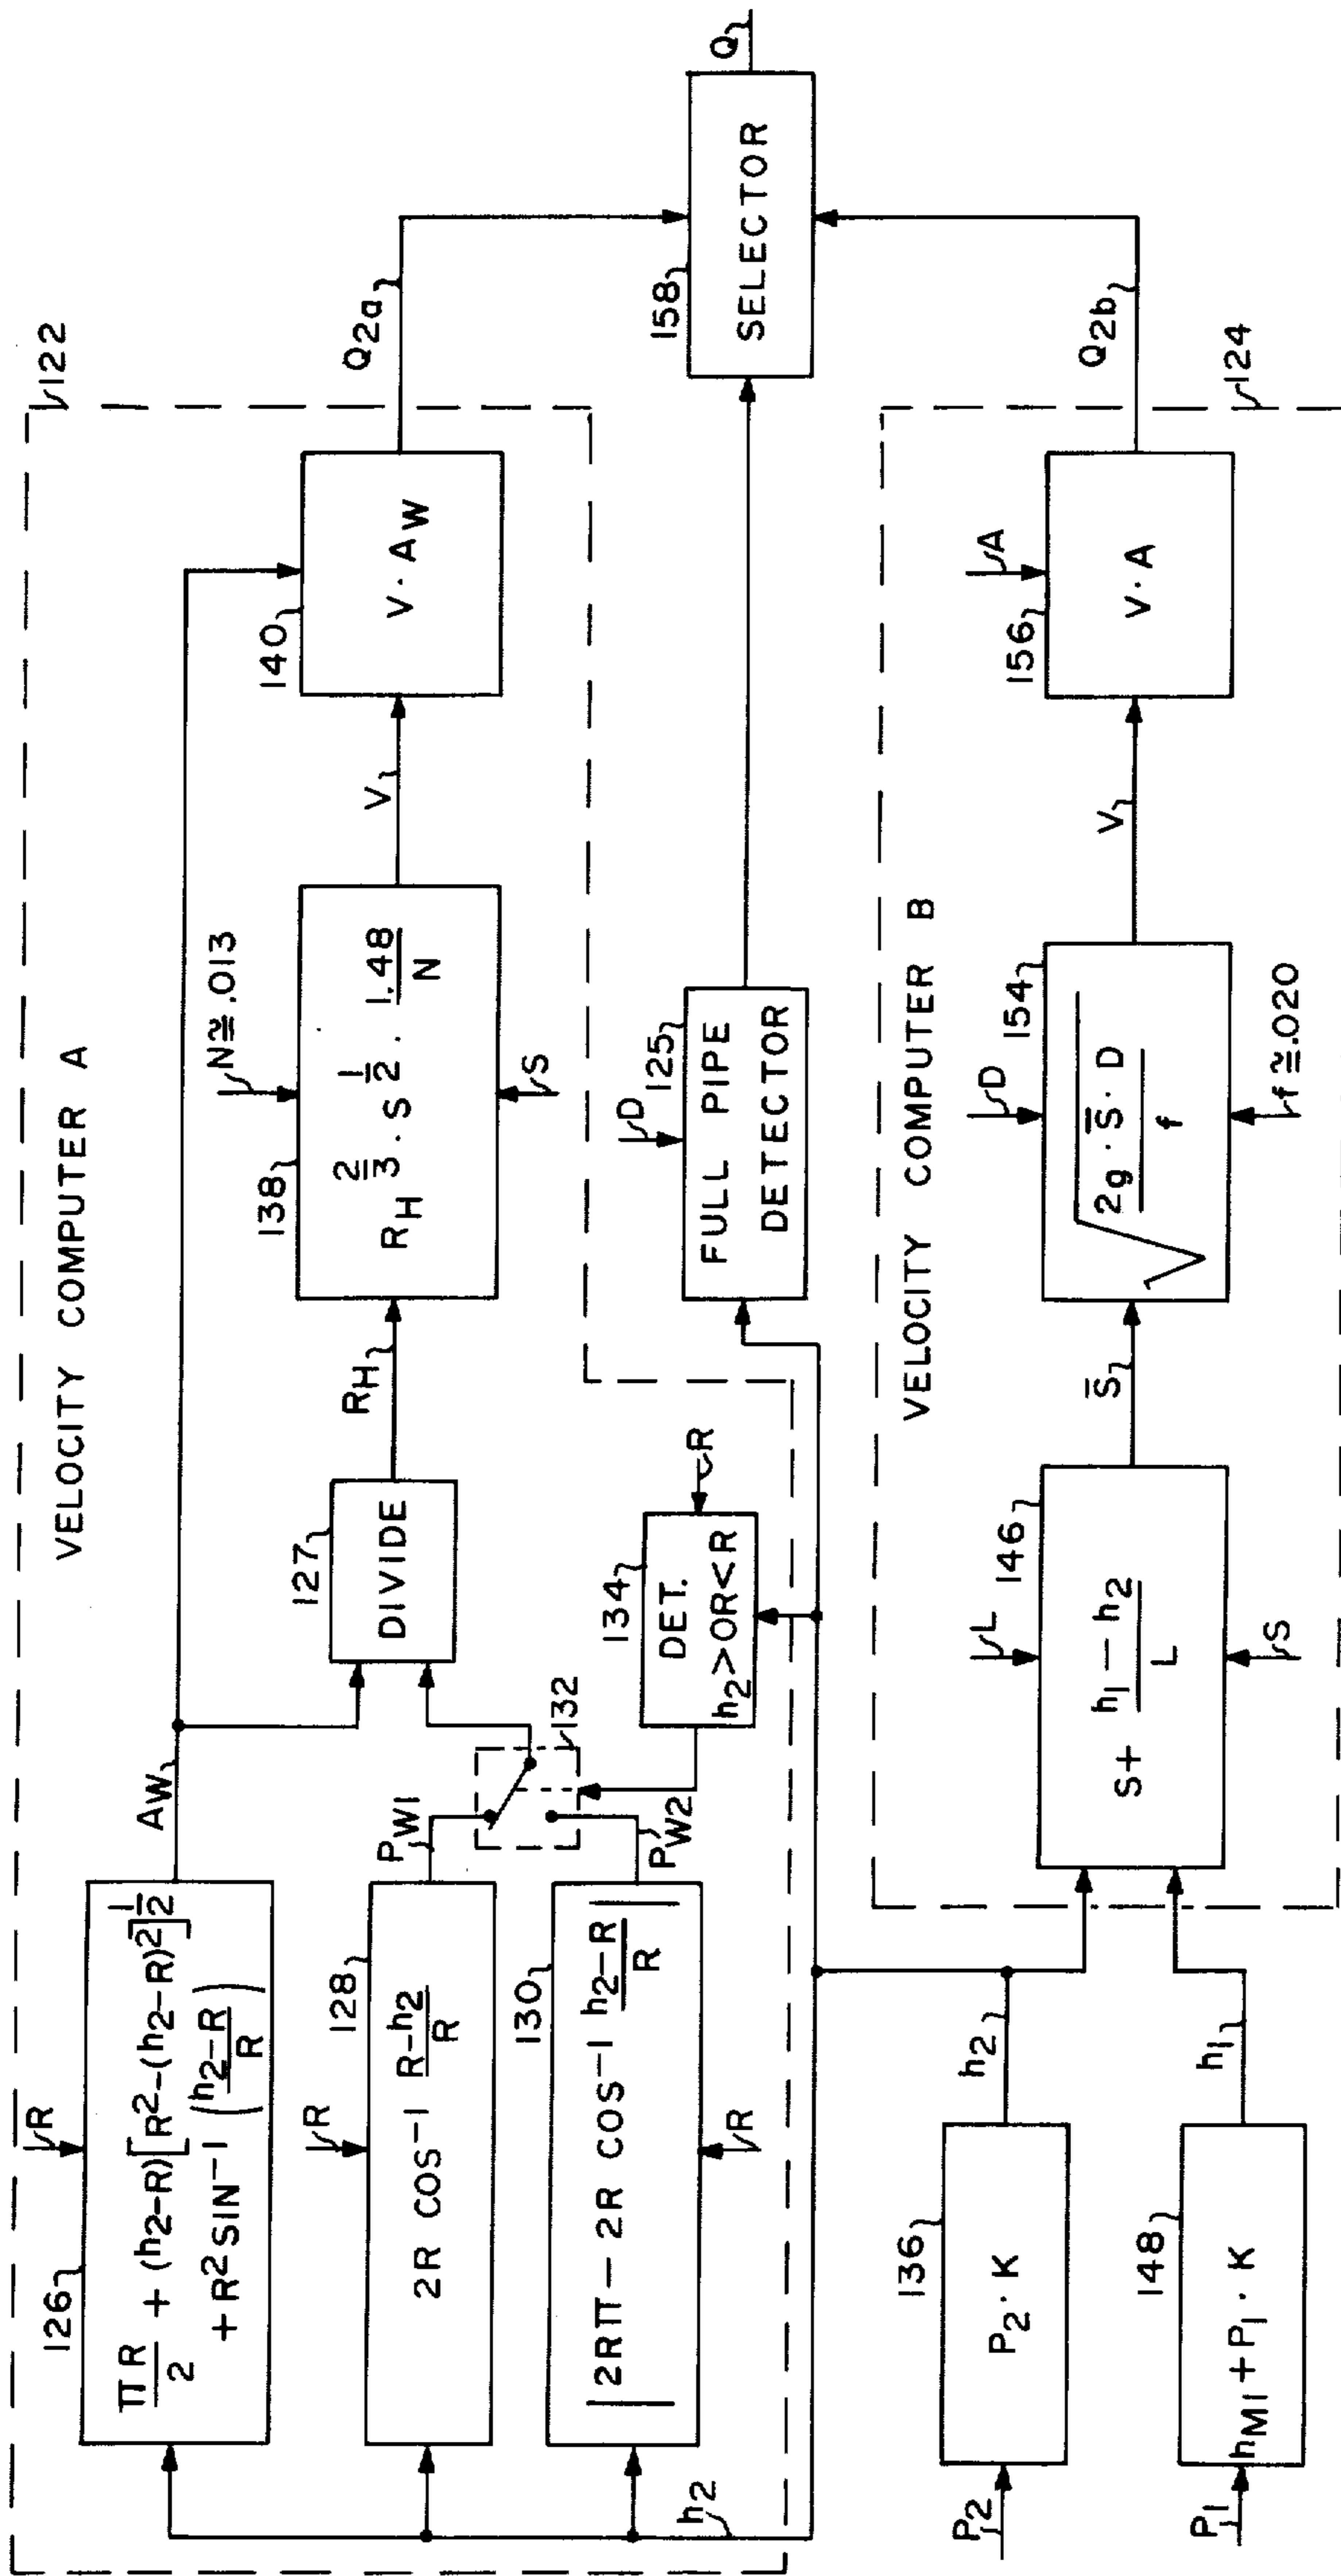 VELOCITY COMPUTER A
122
R
126
πR/2 + (h2-R)[R²-(h2-R)²]^1/2
+ R² SIN⁻¹ (h2-R/R)
AW
R
128
2R COS⁻¹ R-h2/R
PW1
130
|2Rπ - 2R COS⁻¹ h2-R/R|
R
PW2
132
h2
127
DIVIDE
RH
134
DET.
h2>OR<R
R
N≅.013
138
RH^2/3 · S^1/2 · 1.48/N
S
V
140
V · AW
Q2a
D
125
FULL PIPE
DETECTOR
158
SELECTOR
Q
P2
136
P2 · K
h2
P1
148
hM1 + P1 · K
h1
VELOCITY COMPUTER B
124
L
146
S + h1 - h2/L
S
S̅
D
154
√2g · S̅ · D/f
f≅.020
V
A
156
V · A
Q2b